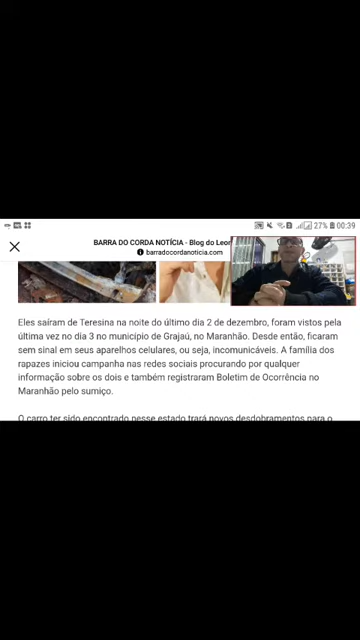 27% 00:39
BARRA DO CORDA NOTÍCIA - Blog do Leor
barradocordanoticia.com
Eles saíram de Teresina na noite do último dia 2 de dezembro, foram vistos pela
última vez no dia 3 no município de Grajaú, no Maranhão. Desde então, ficaram
sem sinal em seus aparelhos celulares, ou seja, incomunicáveis. A família dos
rapazes iniciou campanha nas redes sociais procurando por qualquer
informação sobre os dois e também registraram Boletim de Ocorrência no
Maranhão pelo sumiço.
O carro ter sido encontrado nesse estado trará novos desdobramentos para o